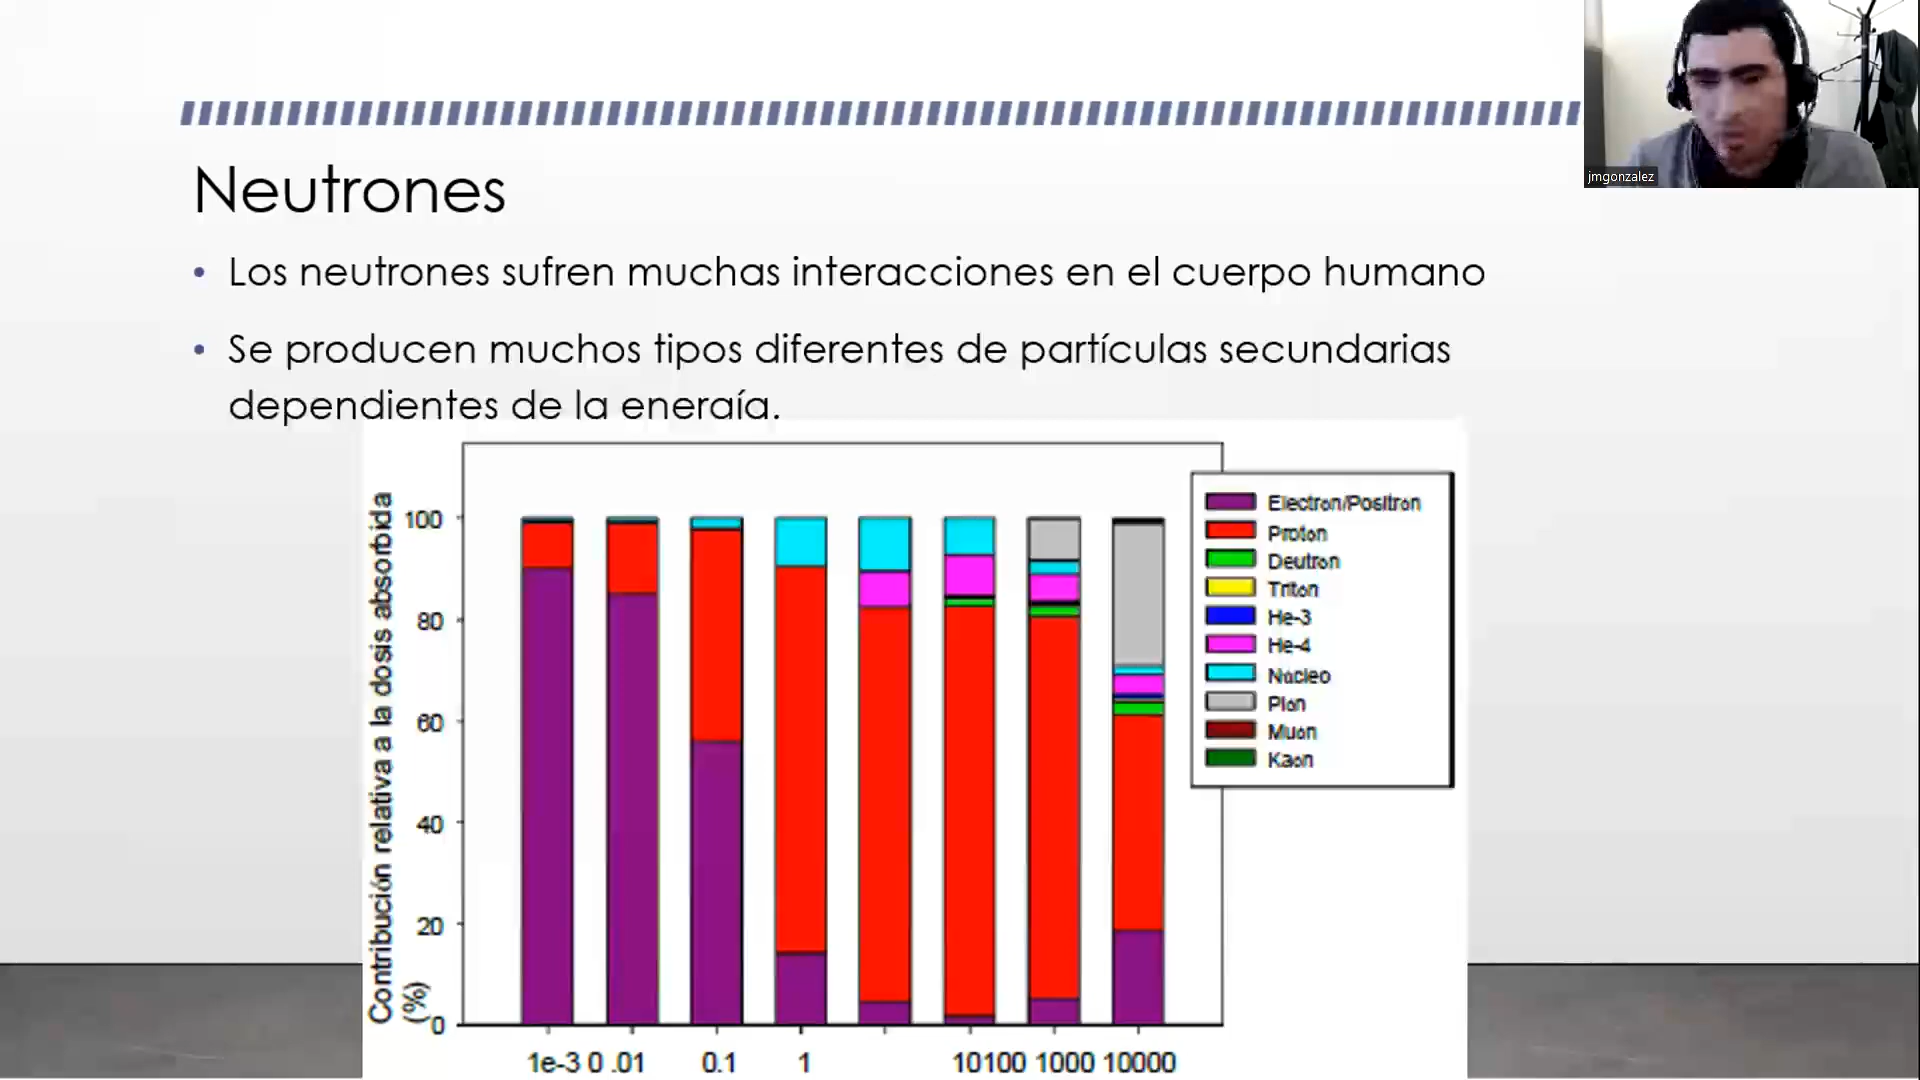 jmgonzalez
Neutrones
• Los neutrones sufren muchas interacciones en el cuerpo humano
• Se producen muchos tipos diferentes de partículas secundarias
dependientes de la eneraía.
Contribución relativa a la dosis absorbida
(%)
100
80
60
40
20
0
1e-3 0 .01 0.1 1 10100 1000 10000
Electron/Positron
Proton
Deutron
Triton
He-3
He-4
Nucleo
Pion
Muon
Kaon